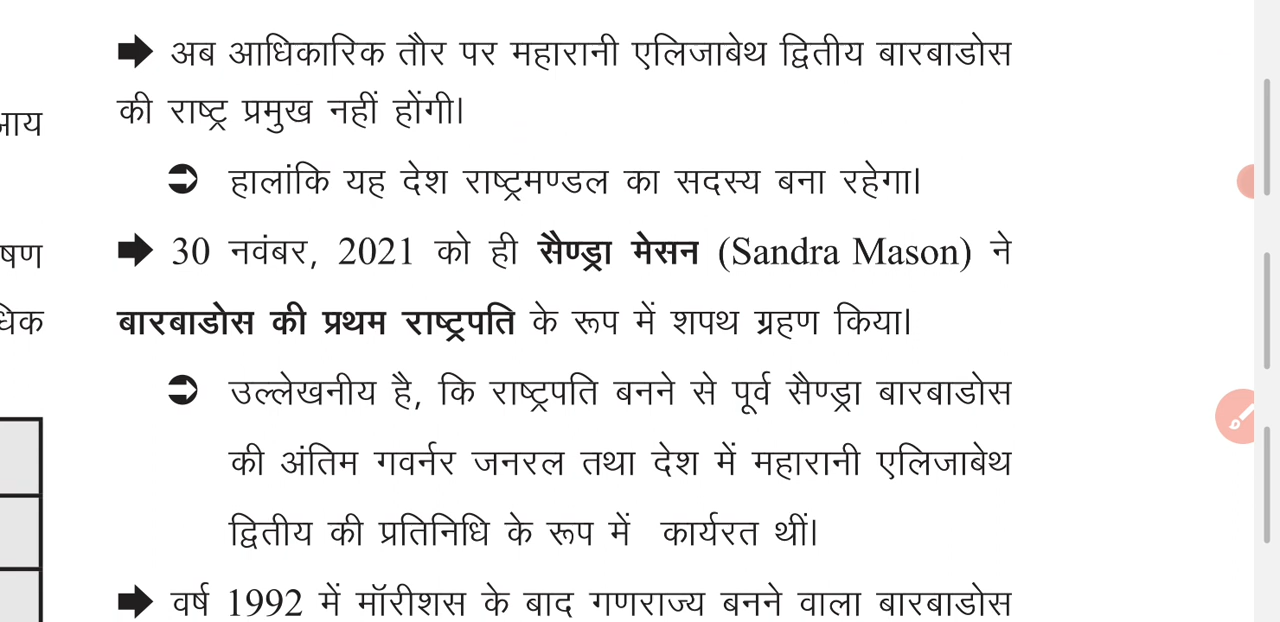 ➡ अब आधिकारिक तौर पर महारानी एलिजाबेथ द्वितीय बारबाडोस
की राष्ट्र प्रमुख नहीं होंगी।
➲ हालांकि यह देश राष्ट्रमण्डल का सदस्य बना रहेगा।
➡ 30 नवंबर, 2021 को ही सैण्ड्रा मेसन (Sandra Mason) ने
बारबाडोस की प्रथम राष्ट्रपति के रूप में शपथ ग्रहण किया।
➲ उल्लेखनीय है, कि राष्ट्रपति बनने से पूर्व सैण्ड्रा बारबाडोस
की अंतिम गवर्नर जनरल तथा देश में महारानी एलिजाबेथ
द्वितीय की प्रतिनिधि के रूप में कार्यरत थीं।
➡ वर्ष 1992 में मॉरीशस के बाद गणराज्य बनने वाला बारबाडोस